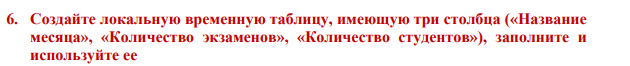 6. Создайте локальную временную таблицу, имеющую три столбца («Название
месяца», «Количество экзаменов», «Количество студентов»), заполните и
используйте ее